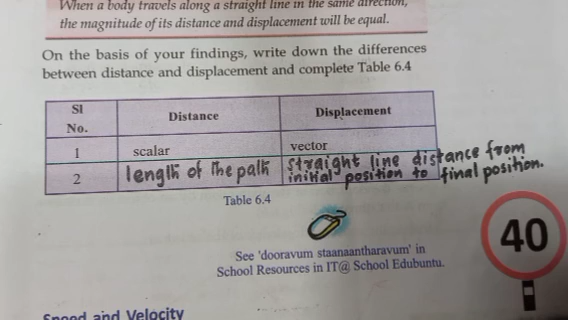 When a body travels along a straight line in the same direction,
the magnitude of its distance and displacement will be equal.
On the basis of your findings, write down the differences
between distance and displacement and complete Table 6.4
Sl No. Distance Displacement
1 scalar vector
2 length of the path straight line distance from
initial position to final position.
Table 6.4
See 'dooravum staanaantharavum' in
School Resources in IT@ School Edubuntu.
40
Speed and Velocity